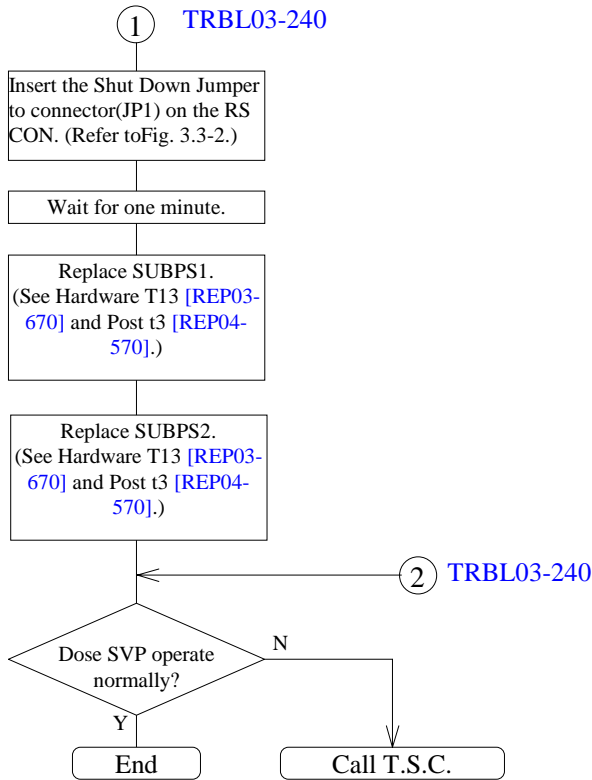 1 TRBL03-240
Insert the Shut Down Jumper
to connector(JP1) on the RS
CON. (Refer toFig. 3.3-2.)
Wait for one minute.
Replace SUBPS1.
(See Hardware T13 [REP03-
670] and Post t3 [REP04-
570].)
Replace SUBPS2.
(See Hardware T13 [REP03-
670] and Post t3 [REP04-
570].)
2 TRBL03-240
Dose SVP operate
normally?
N
Y
End
Call T.S.C.